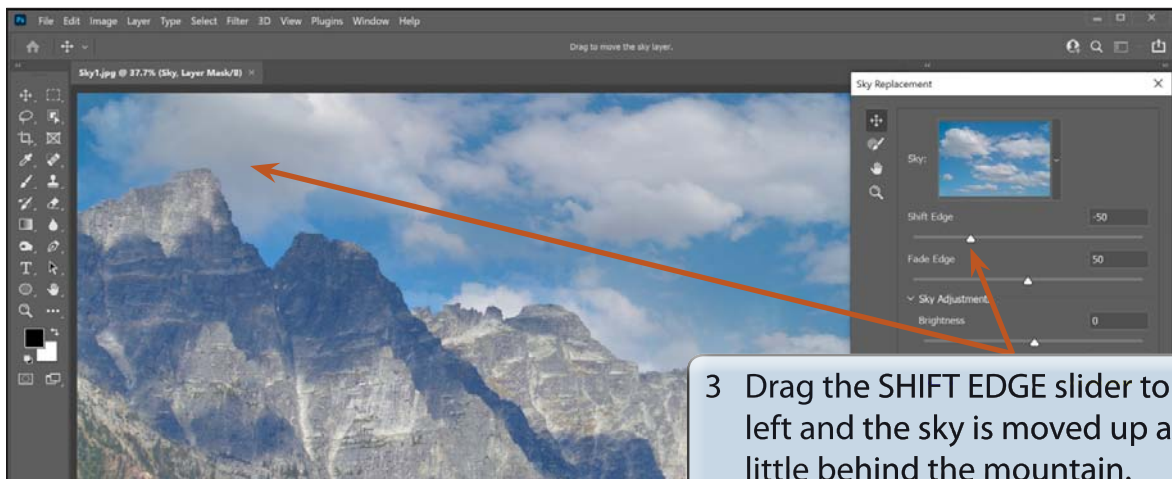 Ps File Edit Image Layer Type Select Filter 3D View Plugins Window Help
Drag to move the sky layer.
Sky1.jpg @ 37.7% (Sky, Layer Mask/8) ×
Sky Replacement
Sky:
Shift Edge -50
Fade Edge 50
Sky Adjustment
Brightness 0
3 Drag the SHIFT EDGE slider to
left and the sky is moved up a
little behind the mountain.